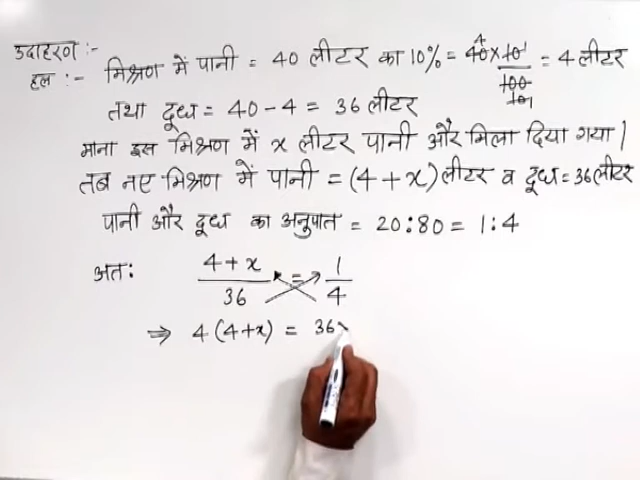 उदाहरण :-
हल :- मिश्रण में पानी = 40 लीटर का 10% = 40×10/100 = 4 लीटर
तथा दूध = 40 - 4 = 36 लीटर
माना इस मिश्रण में x लीटर पानी और मिला दिया गया |
तब नए मिश्रण में पानी = (4+x) लीटर व दूध = 36 लीटर
पानी और दूध का अनुपात = 20:80 = 1:4
अतः (4+x)/36 = 1/4
⇒ 4(4+x) = 36×